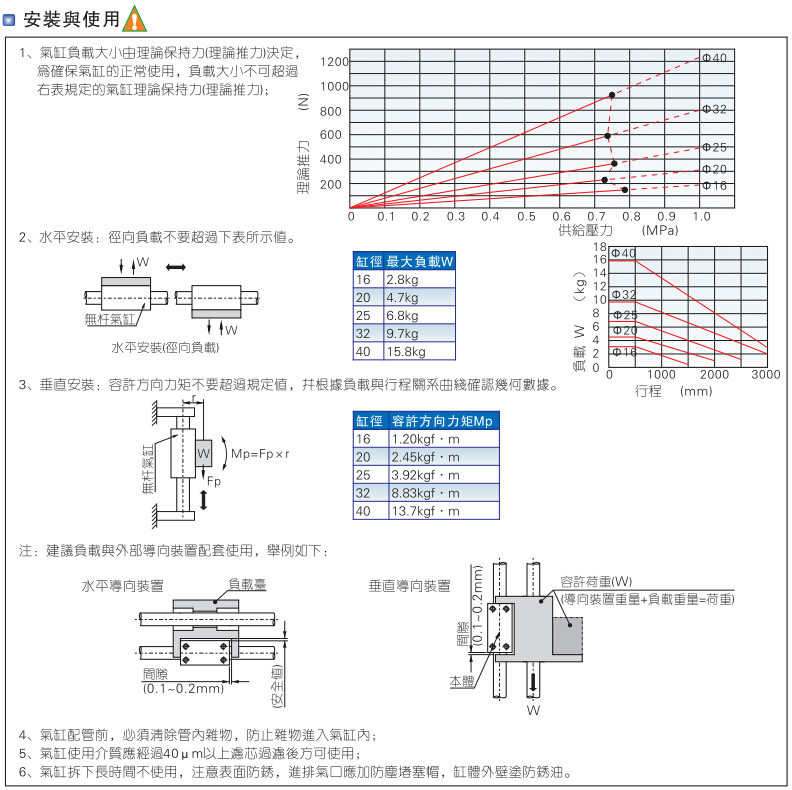 安裝與使用
1、氣缸負載大小由理論保持力(理論推力)決定，
爲確保氣缸的正常使用，負載大小不可超過
右表規定的氣缸理論保持力(理論推力)；
理論推力 (N)
1200
1000
800
600
400
200
Φ40
Φ32
Φ25
Φ20
Φ16
0 0.1 0.2 0.3 0.4 0.5 0.6 0.7 0.8 0.9 1.0
供給壓力 (MPa)
2、水平安裝：徑向負載不要超過下表所示值。
W
無杆氣缸
W
水平安裝(徑向負載)
缸徑 最大負載W
16 2.8kg
20 4.7kg
25 6.8kg
32 9.7kg
40 15.8kg
負載 W (kg)
18
16
14
12
10
8
6
4
2
0
Φ40
Φ32
Φ25
Φ20
Φ16
0 1000 2000 3000
行程 (mm)
3、垂直安裝：容許方向力矩不要超過規定值，幷根據負載與行程關系曲綫確認幾何數據。
r
無杆氣缸
W
Mp=Fp×r
Fp
缸徑 容許方向力矩Mp
16 1.20kgf·m
20 2.45kgf·m
25 3.92kgf·m
32 8.83kgf·m
40 13.7kgf·m
注：建議負載與外部導向裝置配套使用，舉例如下：
水平導向裝置
負載臺
間隙
(0.1~0.2mm)
(安全值)
垂直導向裝置
間隙
(0.1~0.2mm)
容許荷重(W)
(導向裝置重量+負載重量=荷重)
本體
W
4、氣缸配管前，必須清除管內雜物，防止雜物進入氣缸內；
5、氣缸使用介質應經過40μm以上濾芯過濾後方可使用；
6、氣缸拆下長時間不使用，注意表面防銹，進排氣口應加防塵堵塞帽，缸體外壁塗防銹油。